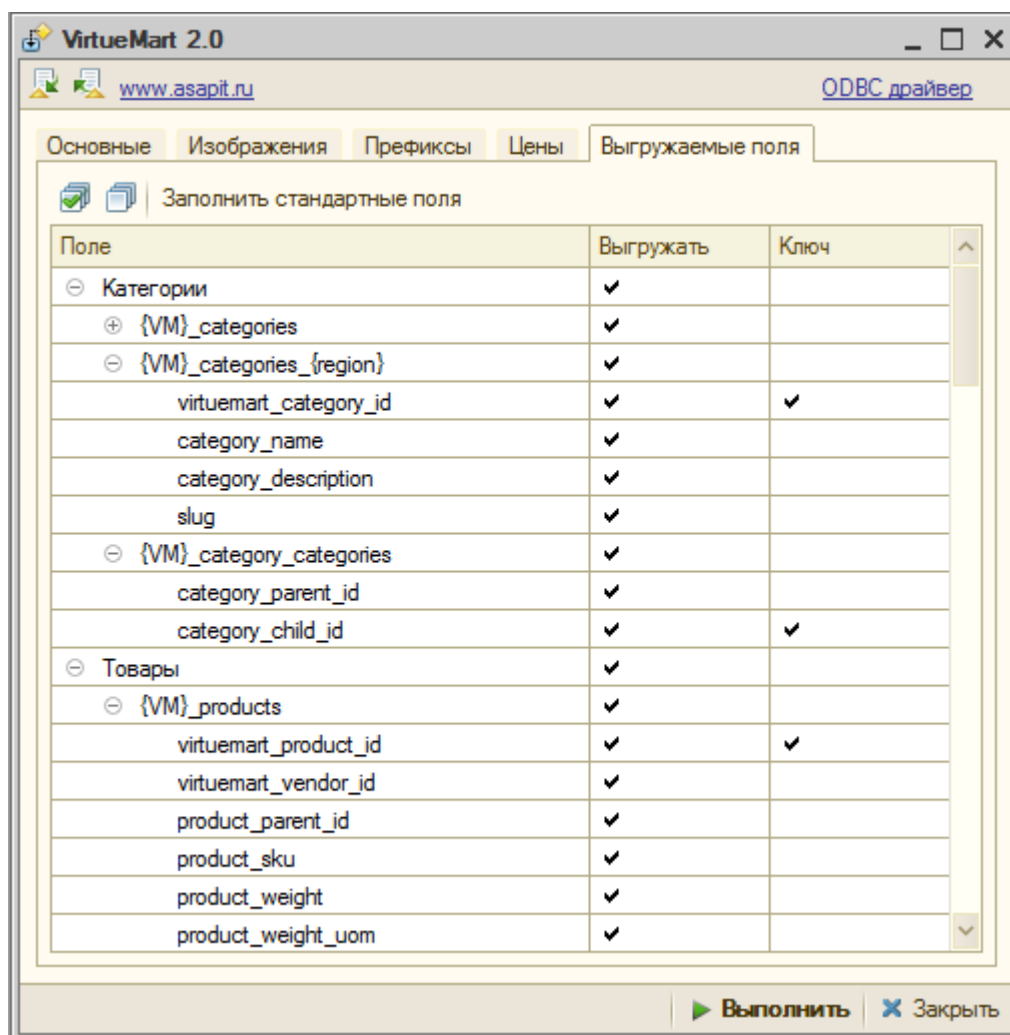 VirtueMart 2.0
www.asapit.ru ODBC драйвер
Основные Изображения Префиксы Цены Выгружаемые поля
Заполнить стандартные поля
Поле Выгружать Ключ
Категории
{VM}_categories
{VM}_categories_{region}
virtuemart_category_id
category_name
category_description
slug
{VM}_category_categories
category_parent_id
category_child_id
Товары
{VM}_products
virtuemart_product_id
virtuemart_vendor_id
product_parent_id
product_sku
product_weight
product_weight_uom
Выполнить Закрыть